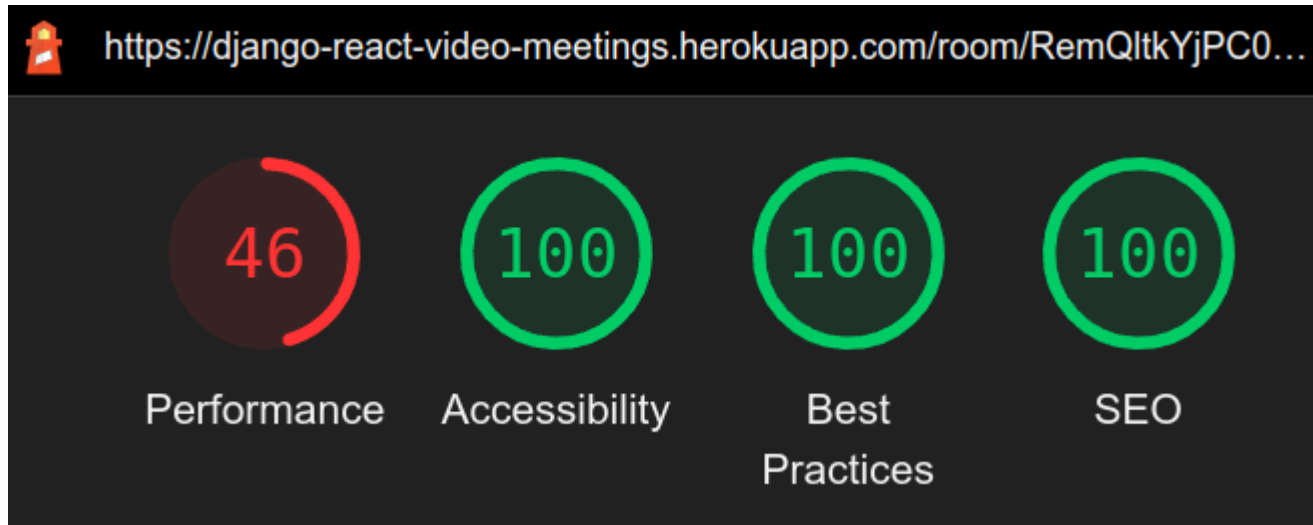 https://django-react-video-meetings.herokuapp.com/room/RemQltkYjPC0…
46
100
100
100
Performance
Accessibility
Best
Practices
SEO